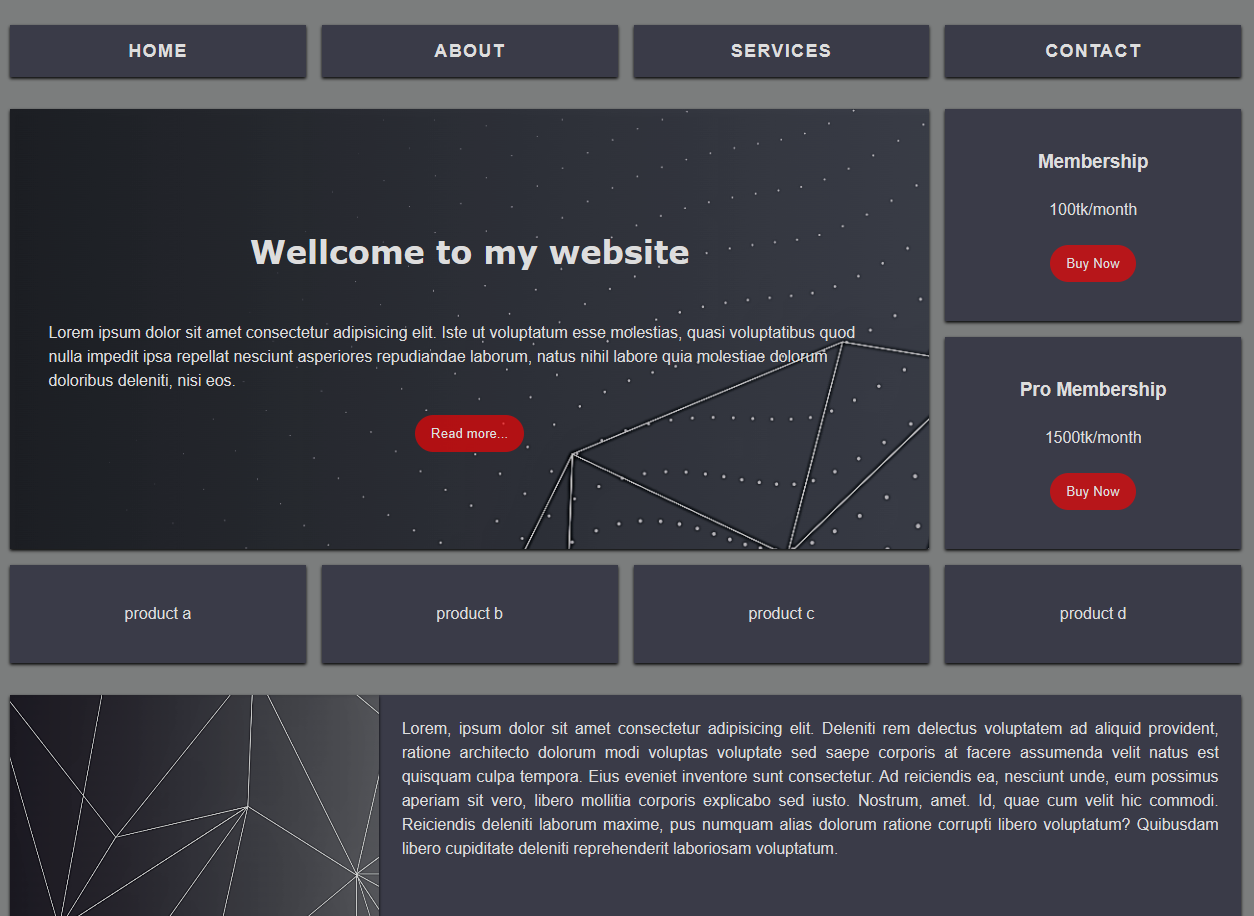 HOME
ABOUT
SERVICES
CONTACT
Wellcome to my website
Lorem ipsum dolor sit amet consectetur adipisicing elit. Iste ut voluptatum esse molestias, quasi voluptatibus quod
nulla impedit ipsa repellat nesciunt asperiores repudiandae laborum, natus nihil labore quia molestiae dolorum
doloribus deleniti, nisi eos.
Read more...
Membership
100tk/month
Buy Now
Pro Membership
1500tk/month
Buy Now
product a
product b
product c
product d
Lorem, ipsum dolor sit amet consectetur adipisicing elit. Deleniti rem delectus voluptatem ad aliquid provident,
ratione architecto dolorum modi voluptas voluptate sed saepe corporis at facere assumenda velit natus est
quisquam culpa tempora. Eius eveniet inventore sunt consectetur. Ad reiciendis ea, nesciunt unde, eum possimus
aperiam sit vero, libero mollitia corporis explicabo sed iusto. Nostrum, amet. Id, quae cum velit hic commodi.
Reiciendis deleniti laborum maxime, pus numquam alias dolorum ratione corrupti libero voluptatum? Quibusdam
libero cupiditate deleniti reprehenderit laboriosam voluptatum.